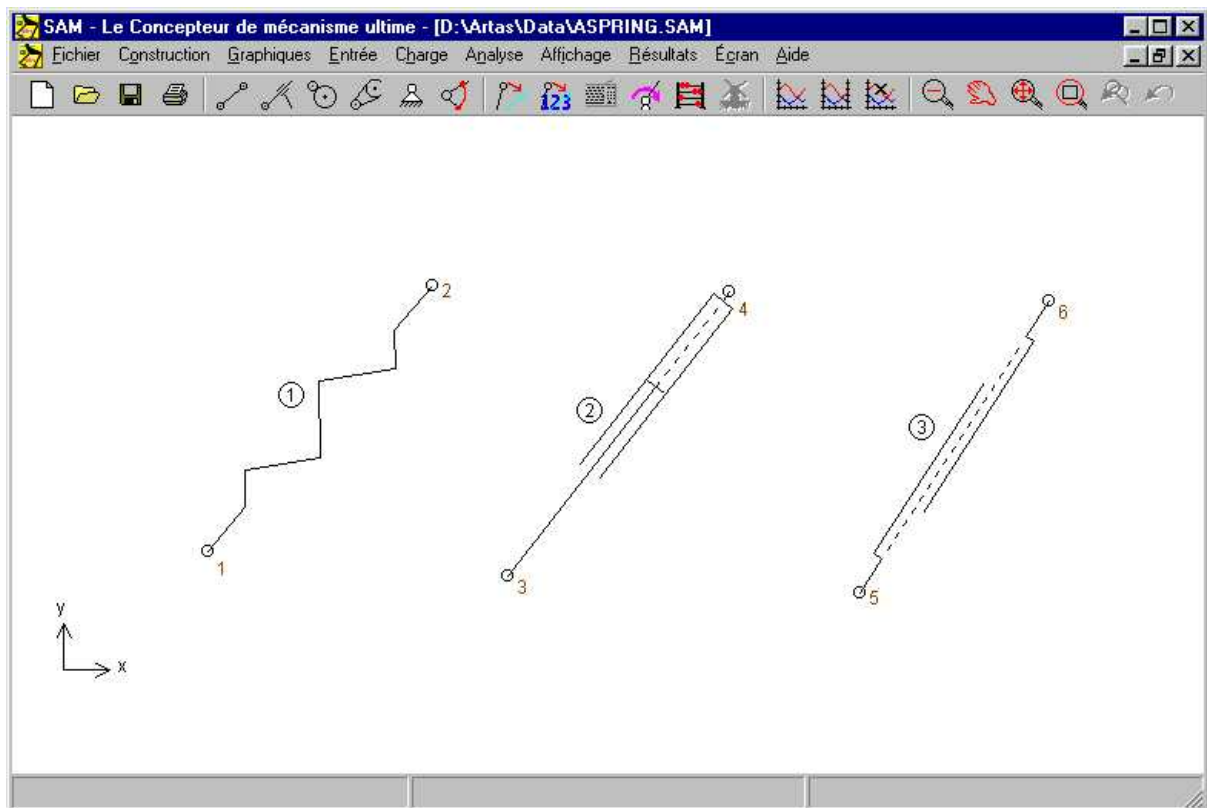 SAM - Le Concepteur de mécanisme ultime - [D:\Artas\Data\ASPRING.SAM]
Fichier Construction Graphiques Entrée Charge Analyse Affichage Résultats Écran Aide
123
2
4
6
1
2
3
1
3
5
y
x